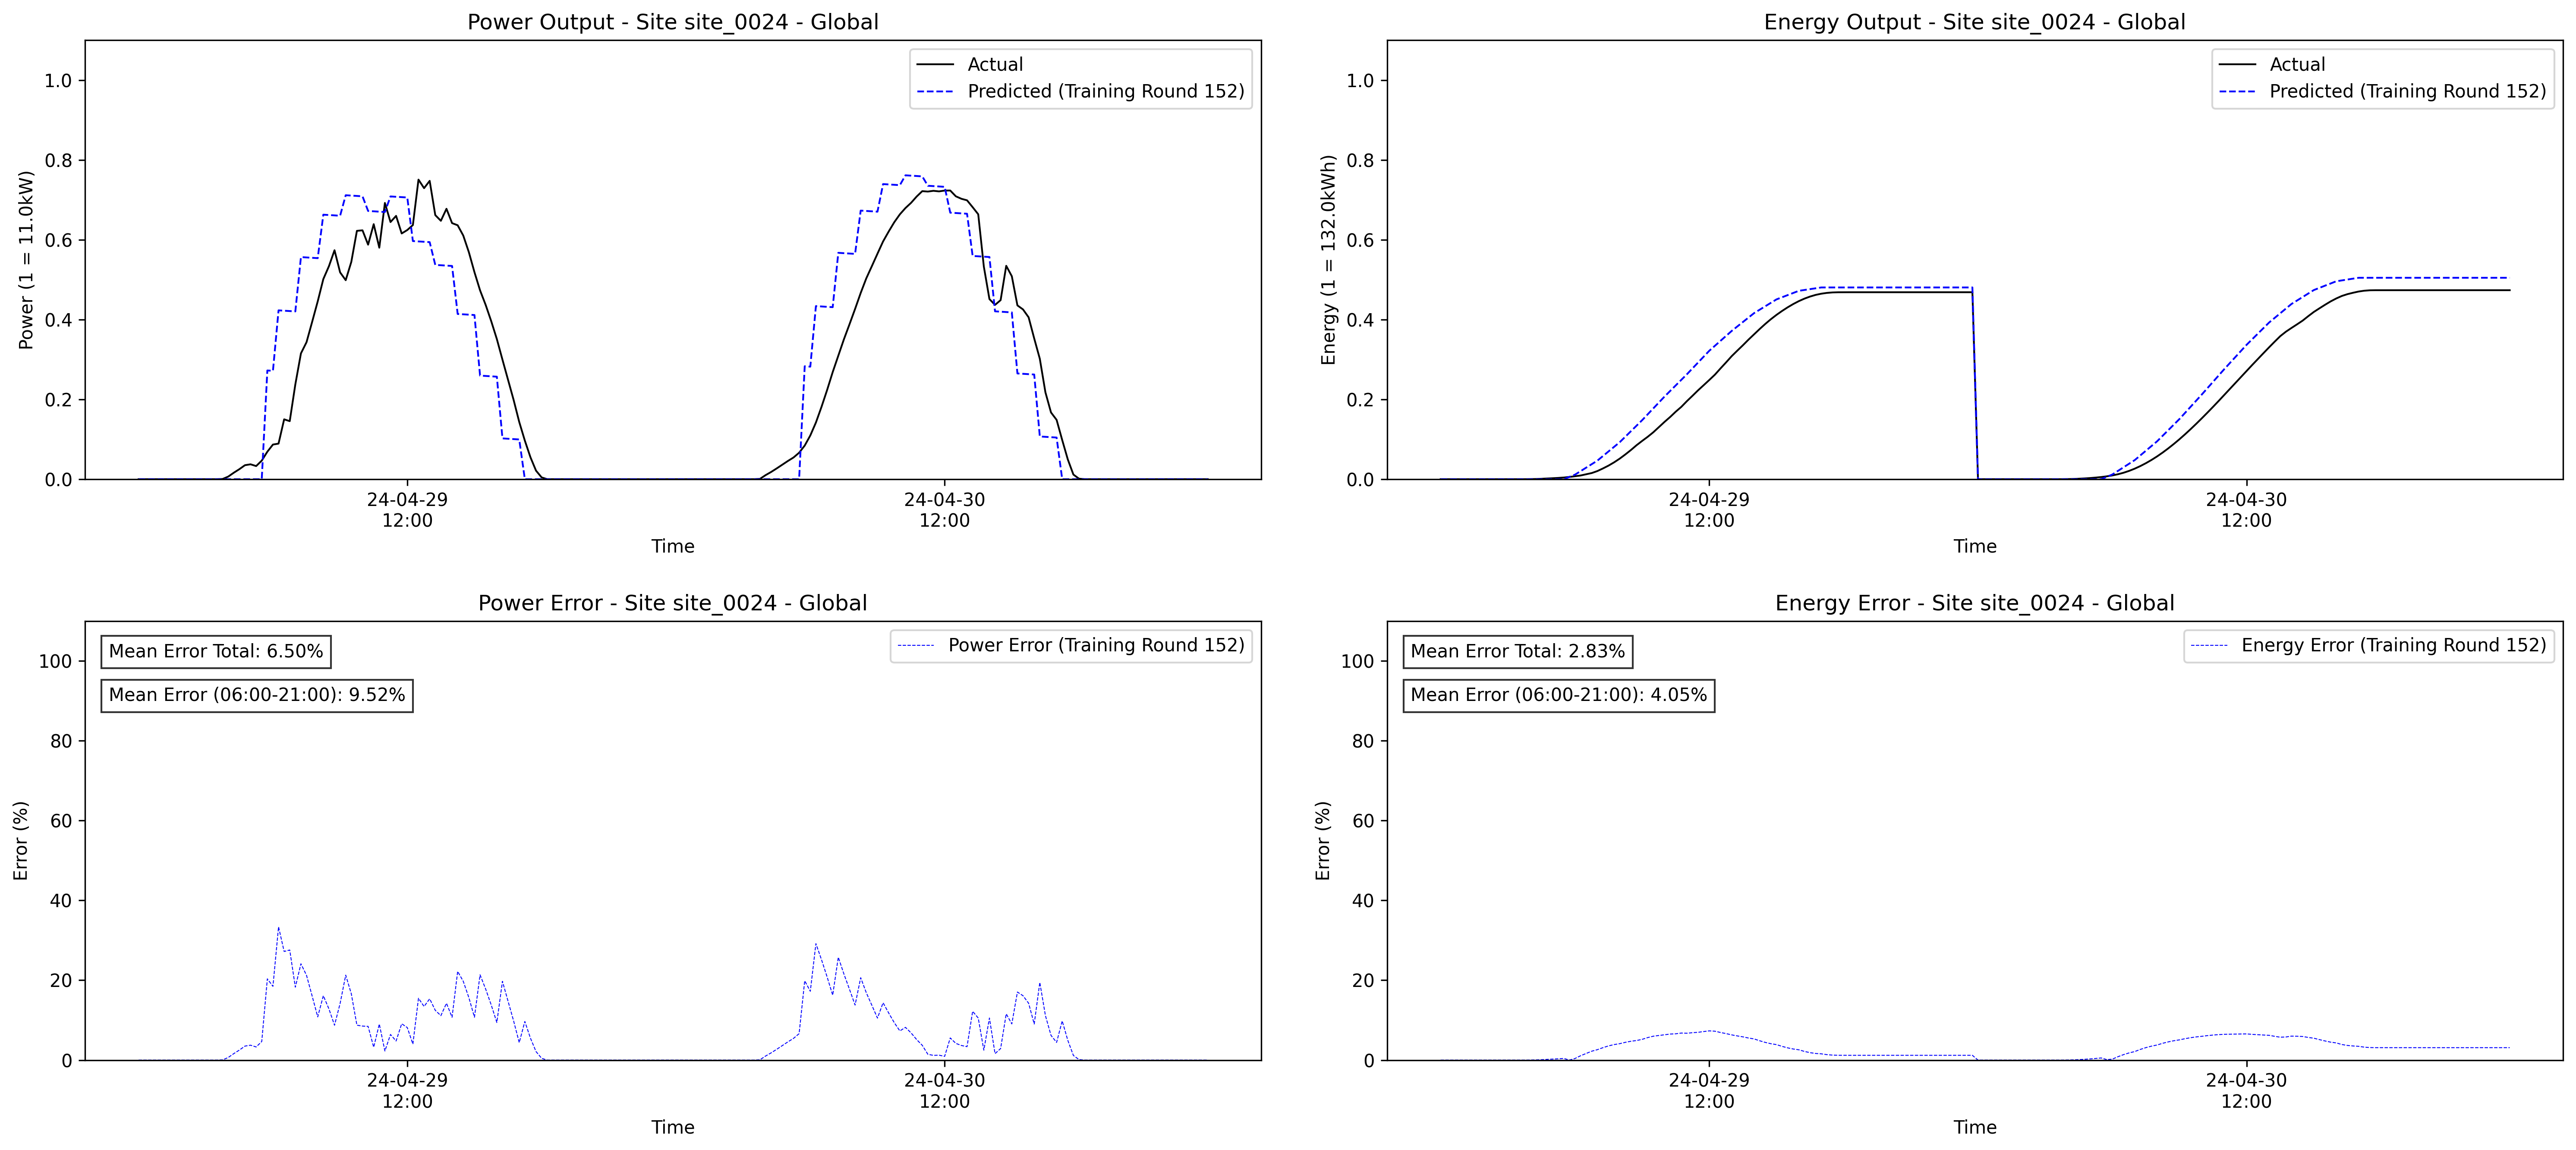 Power Output - Site site_0024 - Global
Power (1 = 11.0kW)
1.0
0.8
0.6
0.4
0.2
0.0
Actual
Predicted (Training Round 152)
24-04-29
12:00
24-04-30
12:00
Time
Energy Output - Site site_0024 - Global
Energy (1 = 132.0kWh)
1.0
0.8
0.6
0.4
0.2
0.0
Actual
Predicted (Training Round 152)
24-04-29
12:00
24-04-30
12:00
Time
Power Error - Site site_0024 - Global
Error (%)
100
80
60
40
20
0
Mean Error Total: 6.50%
Mean Error (06:00-21:00): 9.52%
Power Error (Training Round 152)
24-04-29
12:00
24-04-30
12:00
Time
Energy Error - Site site_0024 - Global
Error (%)
100
80
60
40
20
0
Mean Error Total: 2.83%
Mean Error (06:00-21:00): 4.05%
Energy Error (Training Round 152)
24-04-29
12:00
24-04-30
12:00
Time